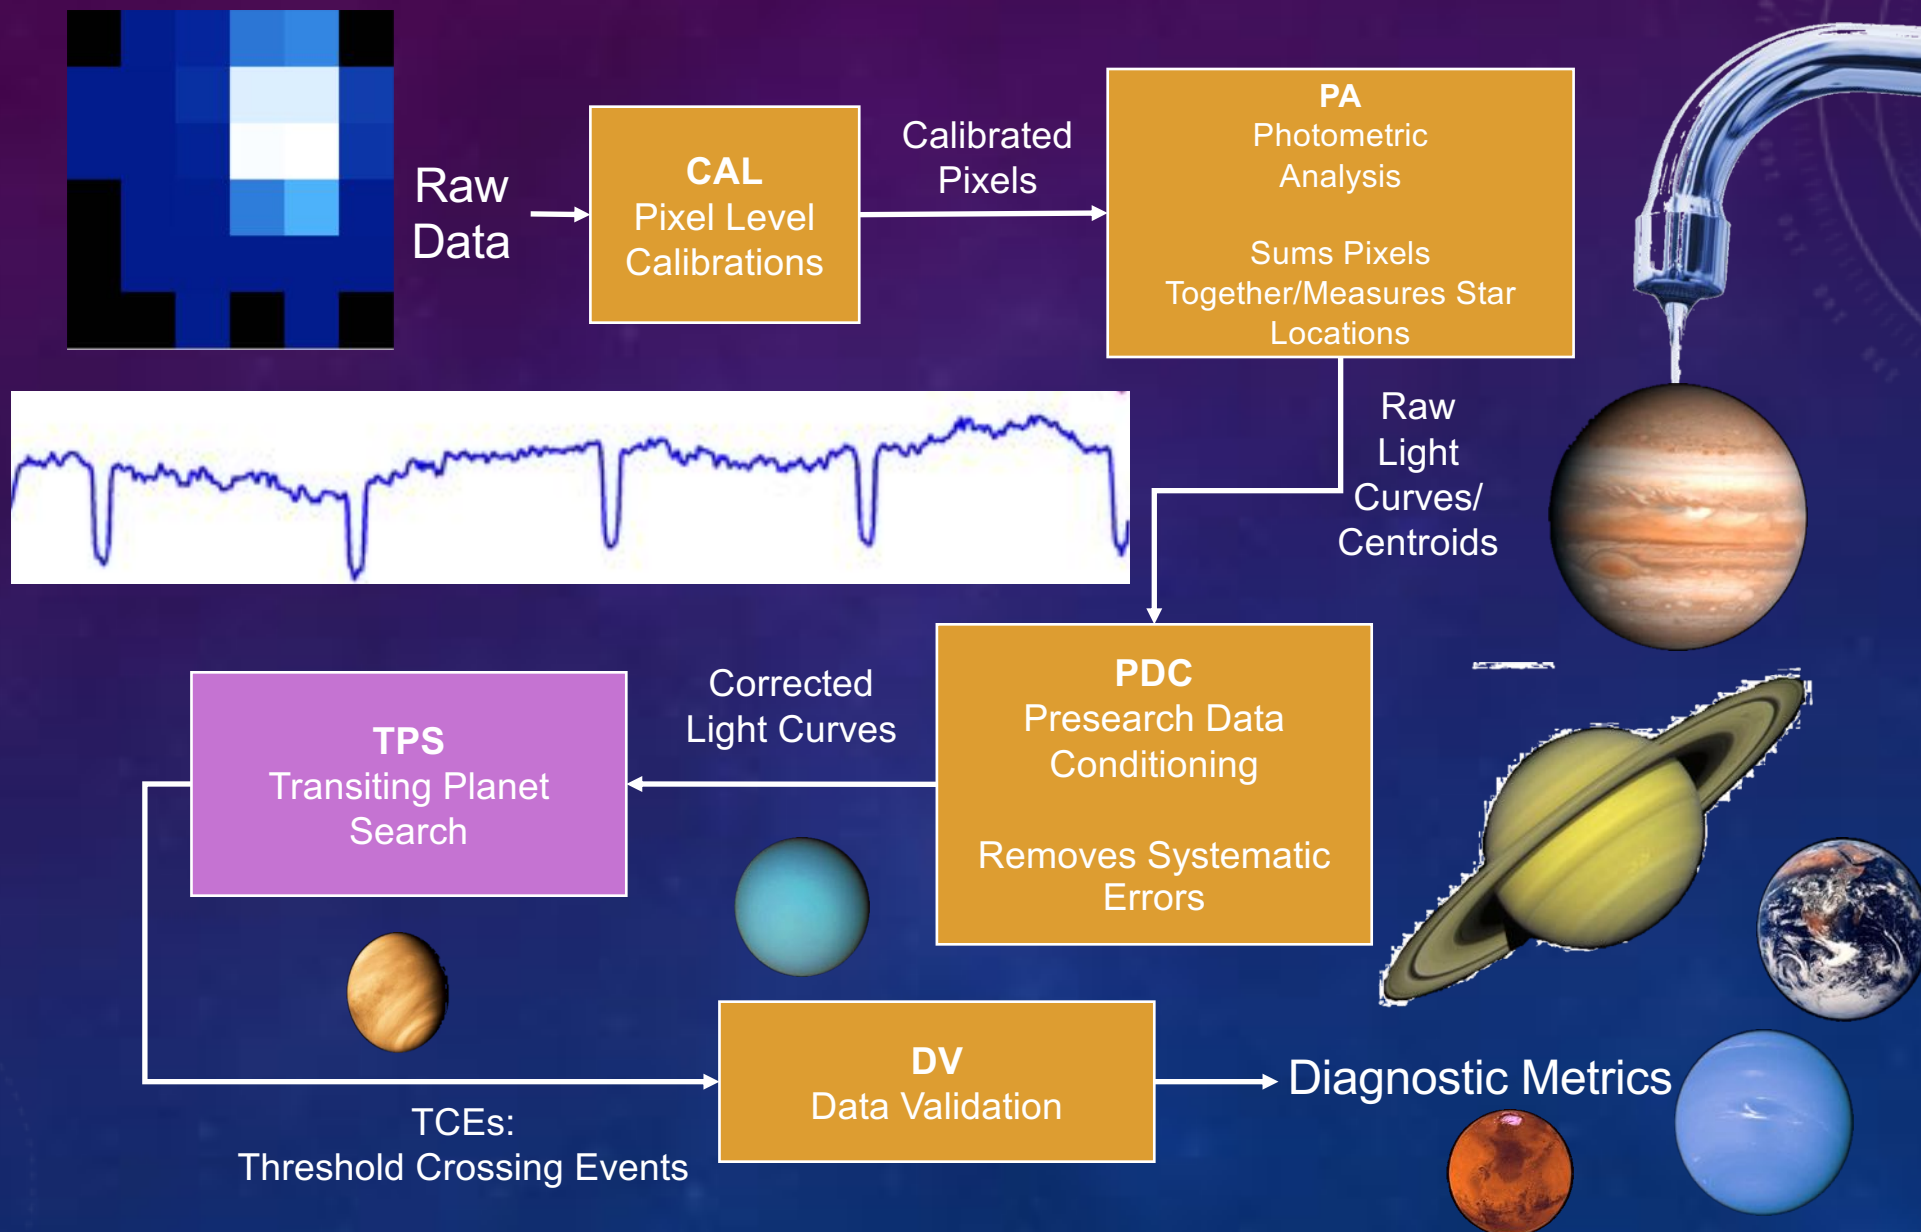 Raw
Data
CAL
Pixel Level
Calibrations
Calibrated
Pixels
PA
Photometric
Analysis
Sums Pixels
Together/Measures Star
Locations
Raw
Light
Curves/
Centroids
PDC
Presearch Data
Conditioning
Removes Systematic
Errors
Corrected
Light Curves
TPS
Transiting Planet
Search
TCEs:
Threshold Crossing Events
DV
Data Validation
Diagnostic Metrics